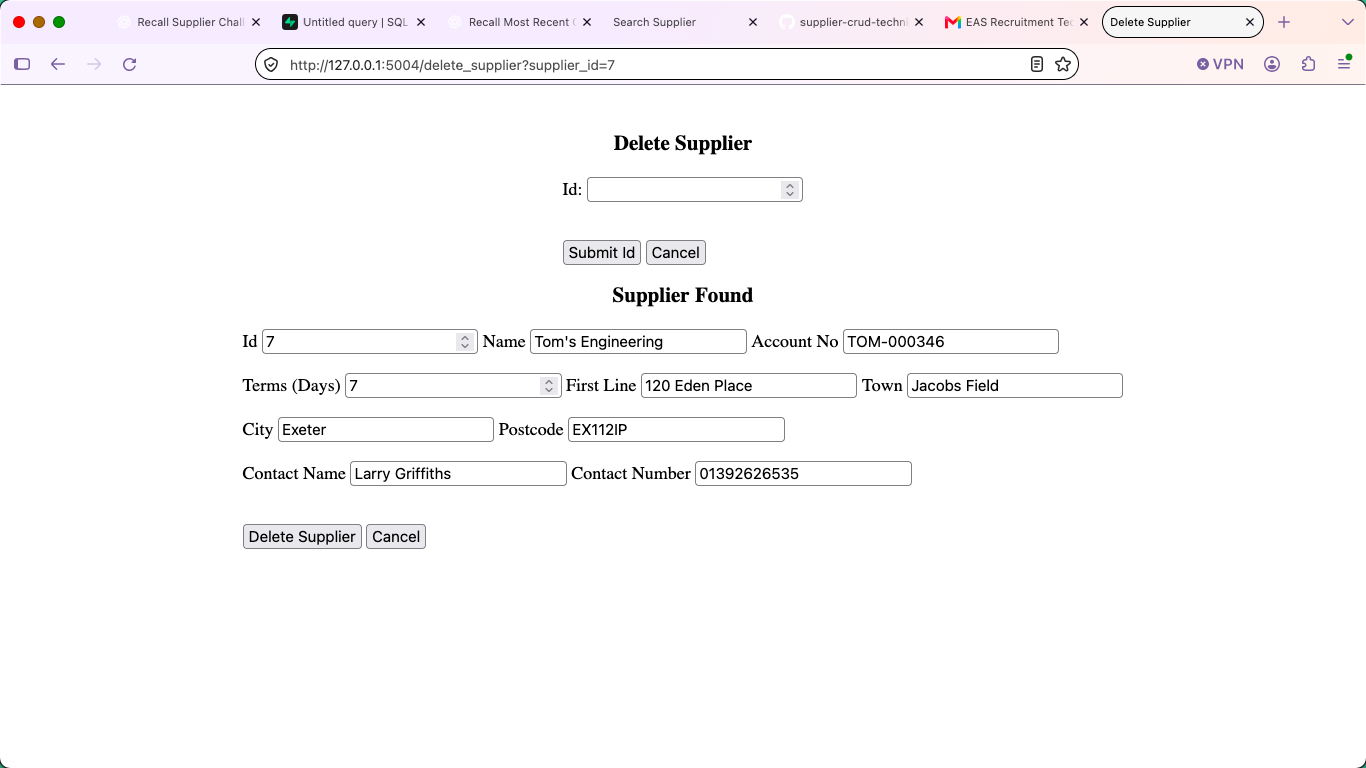 Recall Supplier Chal
Untitled query | SQL
Recall Most Recent
Search Supplier
supplier-crud-techn
EAS Recruitment Tec
Delete Supplier
http://127.0.0.1:5004/delete_supplier?supplier_id=7
VPN
Delete Supplier
Id:
Submit Id Cancel
Supplier Found
Id 7 Name Tom's Engineering Account No TOM-000346
Terms (Days) 7 First Line 120 Eden Place Town Jacobs Field
City Exeter Postcode EX112IP
Contact Name Larry Griffiths Contact Number 01392626535
Delete Supplier Cancel